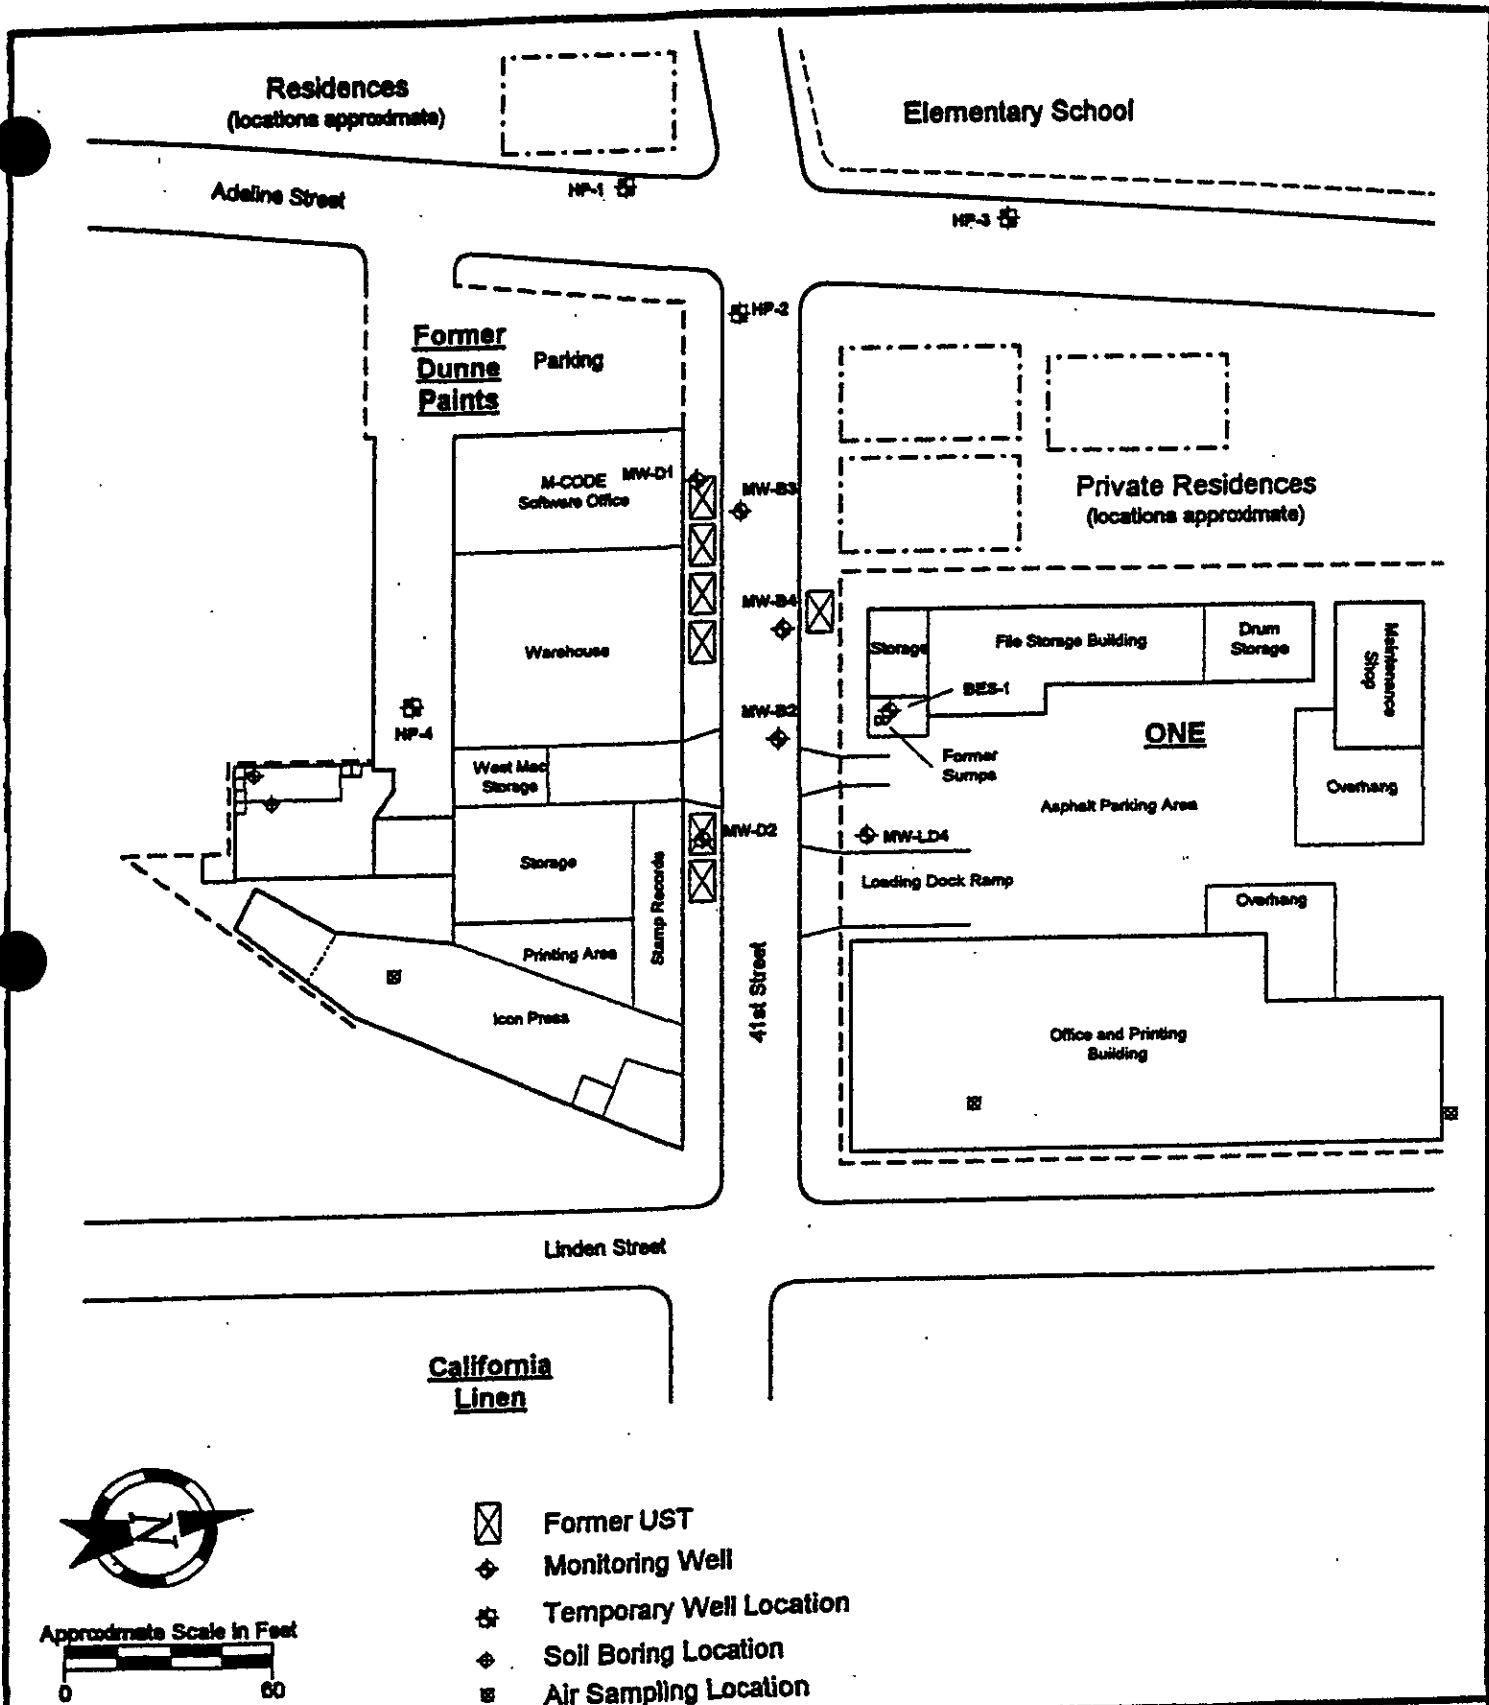 Residences
(locations approximate)
Elementary School
Adeline Street
HP-1
HP-3
HP-2
Former
Dunne
Paints
Parking
M-CODE
Software Office
MW-D1
MW-B3
Private Residences
(locations approximate)
MW-B4
Warehouse
Storage
File Storage Building
Drum
Storage
Maintenance
Shop
BES-1
HP-4
MW-B2
ONE
Former
Sumps
West Mac
Storage
Asphalt Parking Area
Overhang
MW-D2
MW-LD4
Storage
Stamp Records
Loading Dock Ramp
Overhang
Printing Area
41st Street
Icon Press
Office and Printing
Building
Linden Street
California
Linen
N
Former UST
Monitoring Well
Temporary Well Location
Soil Boring Location
Air Sampling Location
Approximate Scale in Feet
0 60